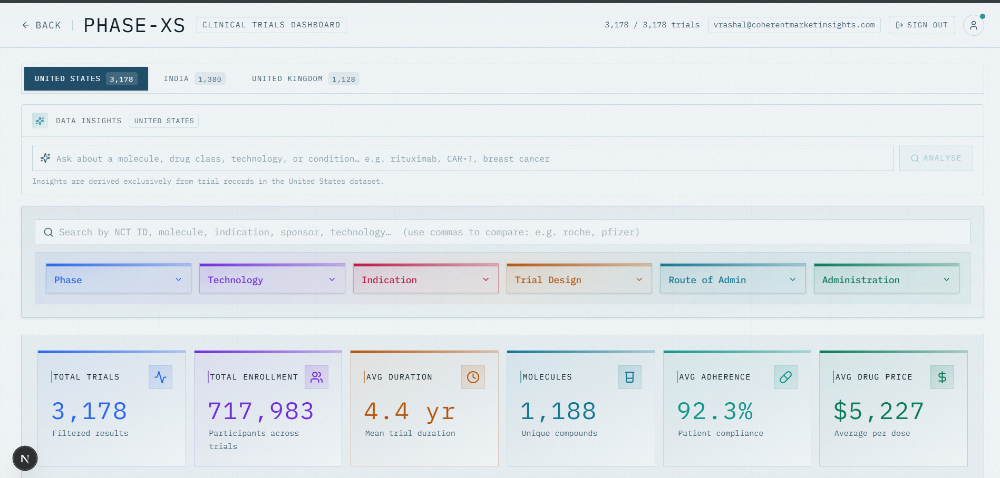 BACK
PHASE-XS
CLINICAL TRIALS DASHBOARD
3,178 / 3,178 trials
vrashal@coherentmarketinsights.com
SIGN OUT
UNITED STATES 3,178
INDIA 1,380
UNITED KINGDOM 1,128
DATA INSIGHTS
UNITED STATES
Ask about a molecule, drug class, technology, or condition… e.g. rituximab, CAR-T, breast cancer
ANALYSE
Insights are derived exclusively from trial records in the United States dataset.
Search by NCT ID, molecule, indication, sponsor, technology… (use commas to compare: e.g. roche, pfizer)
Phase
Technology
Indication
Trial Design
Route of Admin
Administration
TOTAL TRIALS
3,178
Filtered results
TOTAL ENROLLMENT
717,983
Participants across
trials
AVG DURATION
4.4 yr
Mean trial duration
MOLECULES
1,188
Unique compounds
AVG ADHERENCE
92.3%
Patient compliance
AVG DRUG PRICE
$5,227
Average per dose
N